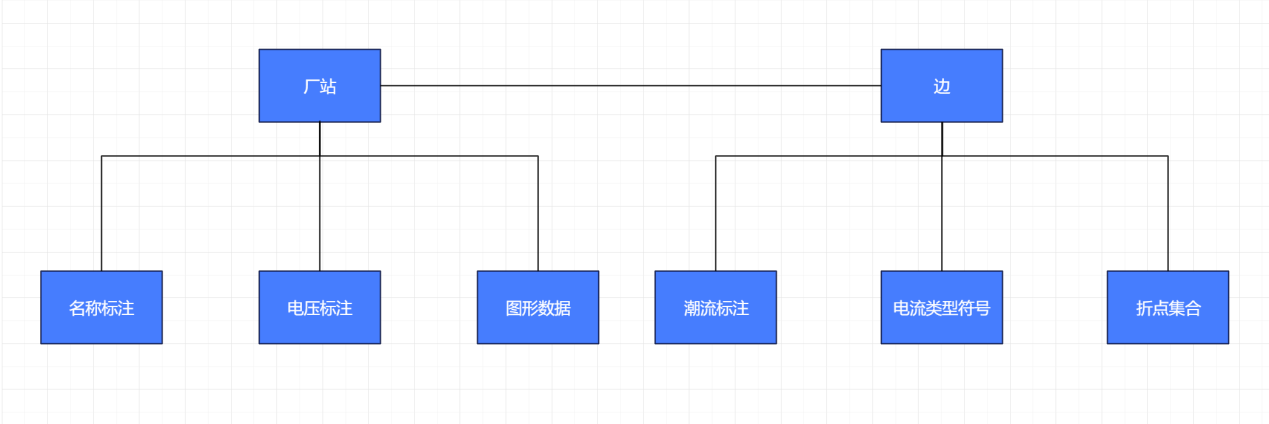 厂站
边
名称标注
电压标注
图形数据
潮流标注
电流类型符号
折点集合